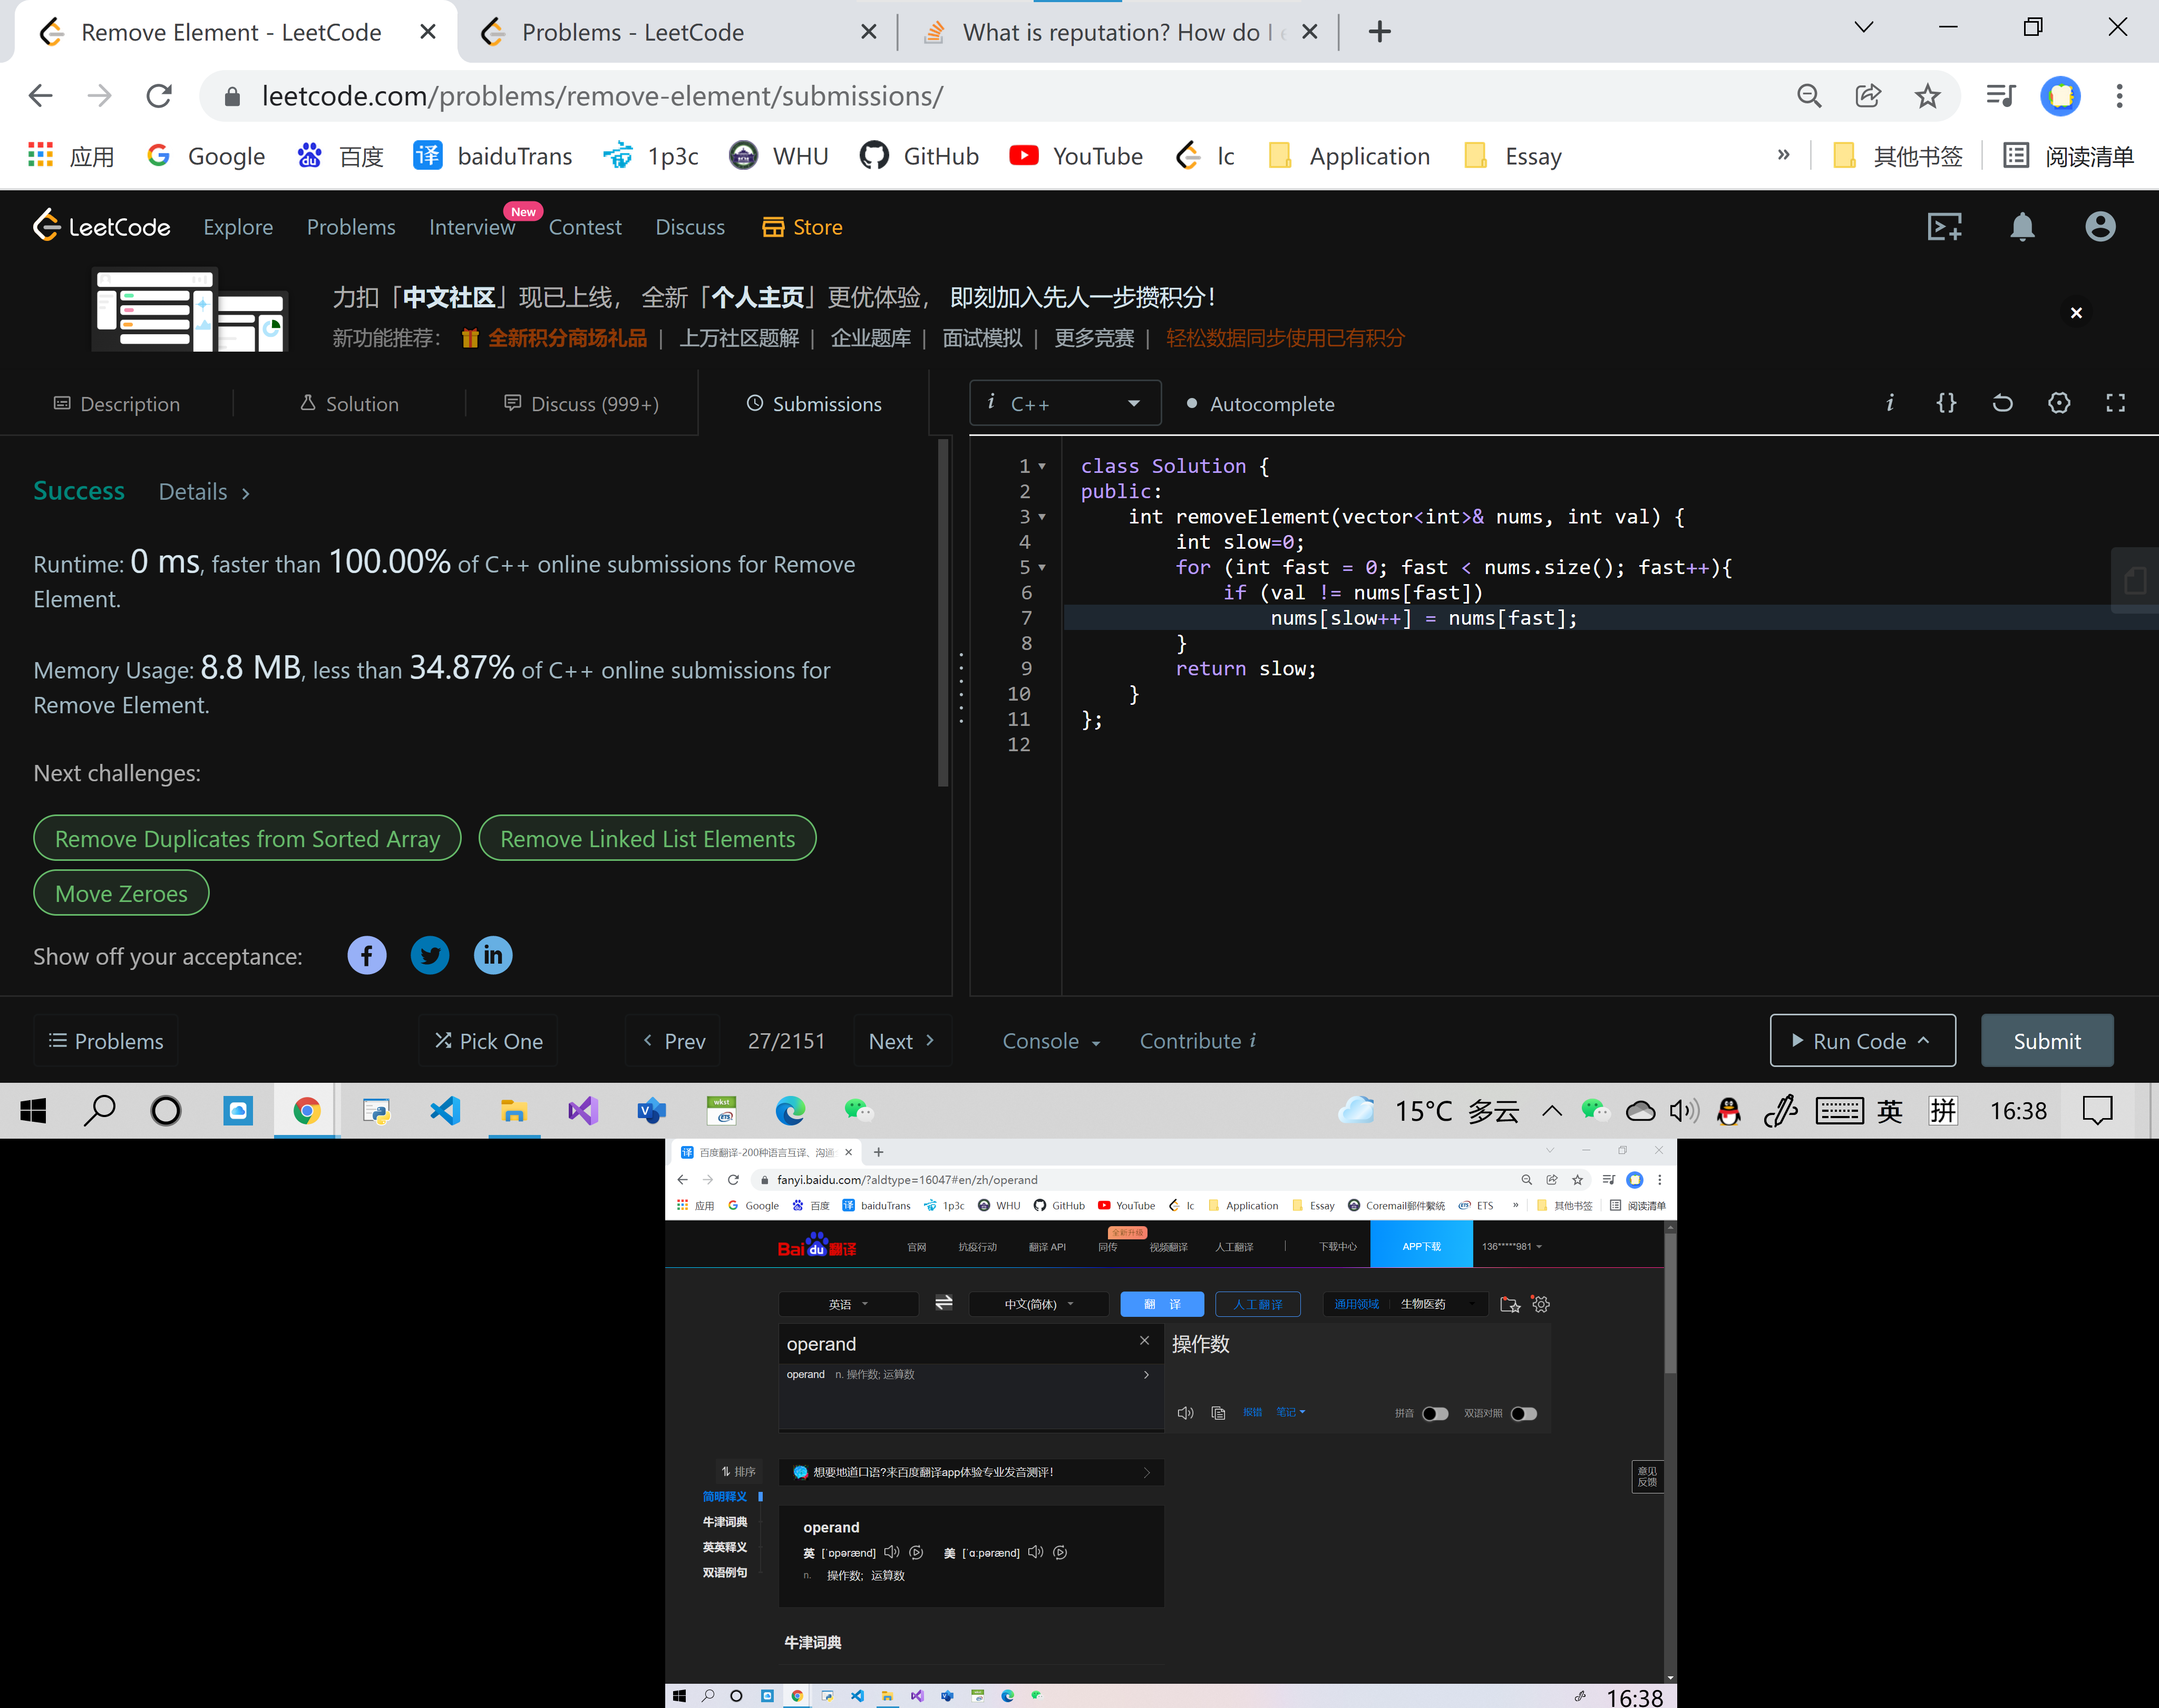 Remove Element - LeetCode
Problems - LeetCode
What is reputation? How do I e
leetcode.com/problems/remove-element/submissions/
应用 Google 百度 译 baiduTrans 1p3c WHU GitHub YouTube lc Application Essay » 其他书签 阅读清单
LeetCode Explore Problems Interview New Contest Discuss Store
力扣「中文社区」现已上线，全新「个人主页」更优体验，即刻加入先人一步攒积分！
新功能推荐： 全新积分商场礼品 | 上万社区题解 | 企业题库 | 面试模拟 | 更多竞赛 | 轻松数据同步使用已有积分
Description Solution Discuss (999+) Submissions
i C++ Autocomplete i {}
Success Details >
Runtime: 0 ms, faster than 100.00% of C++ online submissions for Remove
Element.
Memory Usage: 8.8 MB, less than 34.87% of C++ online submissions for
Remove Element.
Next challenges:
Remove Duplicates from Sorted Array Remove Linked List Elements
Move Zeroes
Show off your acceptance: f in
1 class Solution {
2 public:
3 int removeElement(vector<int>& nums, int val) {
4 int slow=0;
5 for (int fast = 0; fast < nums.size(); fast++){
6 if (val != nums[fast])
7 nums[slow++] = nums[fast];
8 }
9 return slow;
10 }
11 };
12
Problems Pick One < Prev 27/2151 Next > Console Contribute i Run Code Submit
15°C 多云 英 拼 16:38
译 百度翻译-200种语言互译、沟通
fanyi.baidu.com/?aldtype=16047#en/zh/operand
应用 Google 百度 译 baiduTrans 1p3c WHU GitHub YouTube lc Application Essay Coremail郵件繫統 ETS » 其他书签 阅读清单
Bai du 翻译 官网 抗疫行动 翻译 API 同传 全新升级 视频翻译 人工翻译 | 下载中心 APP下载 136*****981
英语 中文(简体) 翻 译 人工翻译 通用领域 生物医药
operand
操作数
operand n. 操作数; 运算数
报错 笔记 拼音 双语对照
排序
想要地道口语?来百度翻译app体验专业发音测评！
意见
反馈
简明释义
牛津词典
英英释义
双语例句
operand
英 [ˈɒpərænd] 美 [ˈɑːpərænd]
n. 操作数; 运算数
牛津词典
16:38